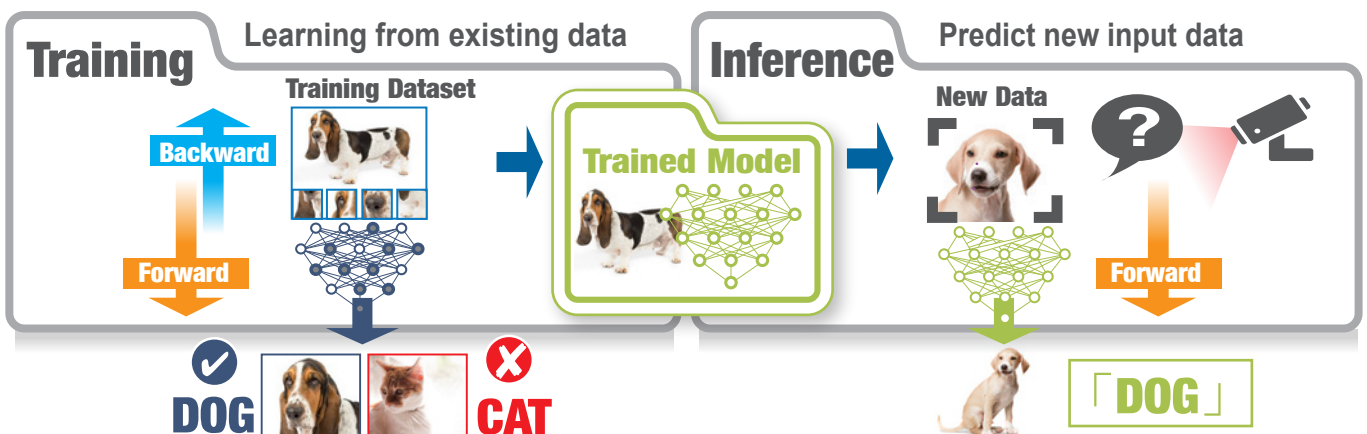 Training
Learning from existing data
Training Dataset
Backward
Forward
DOG
CAT
Trained Model
Inference
Predict new input data
New Data
?
Forward
「DOG」